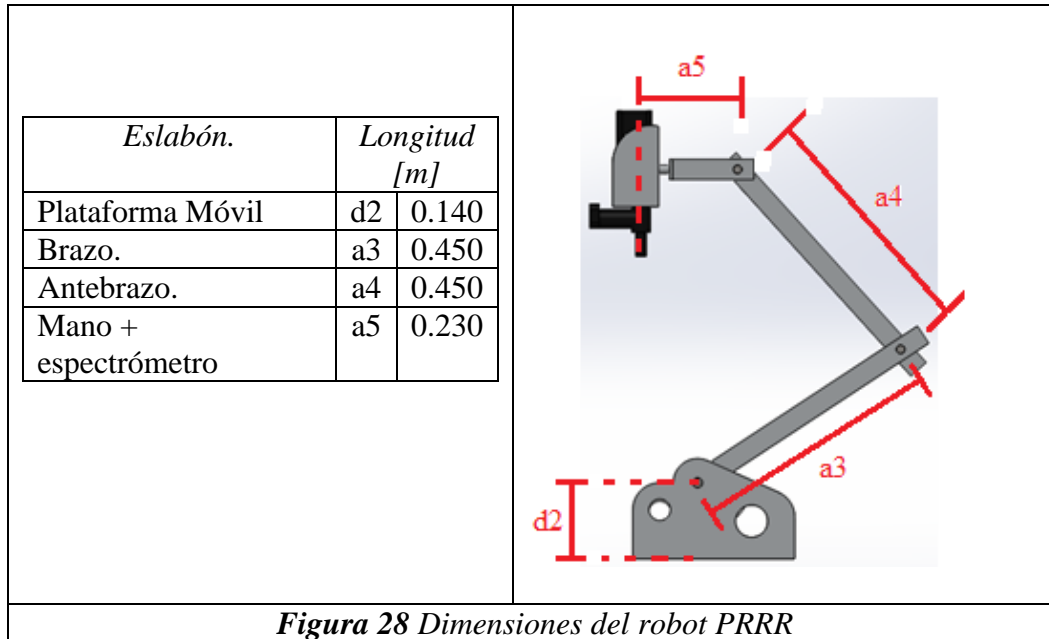 Eslabón. Longitud
[m]
Plataforma Móvil d2 0.140
Brazo. a3 0.450
Antebrazo. a4 0.450
Mano + a5 0.230
espectrómetro
a5
a4
a3
d2
Figura 28 Dimensiones del robot PRRR